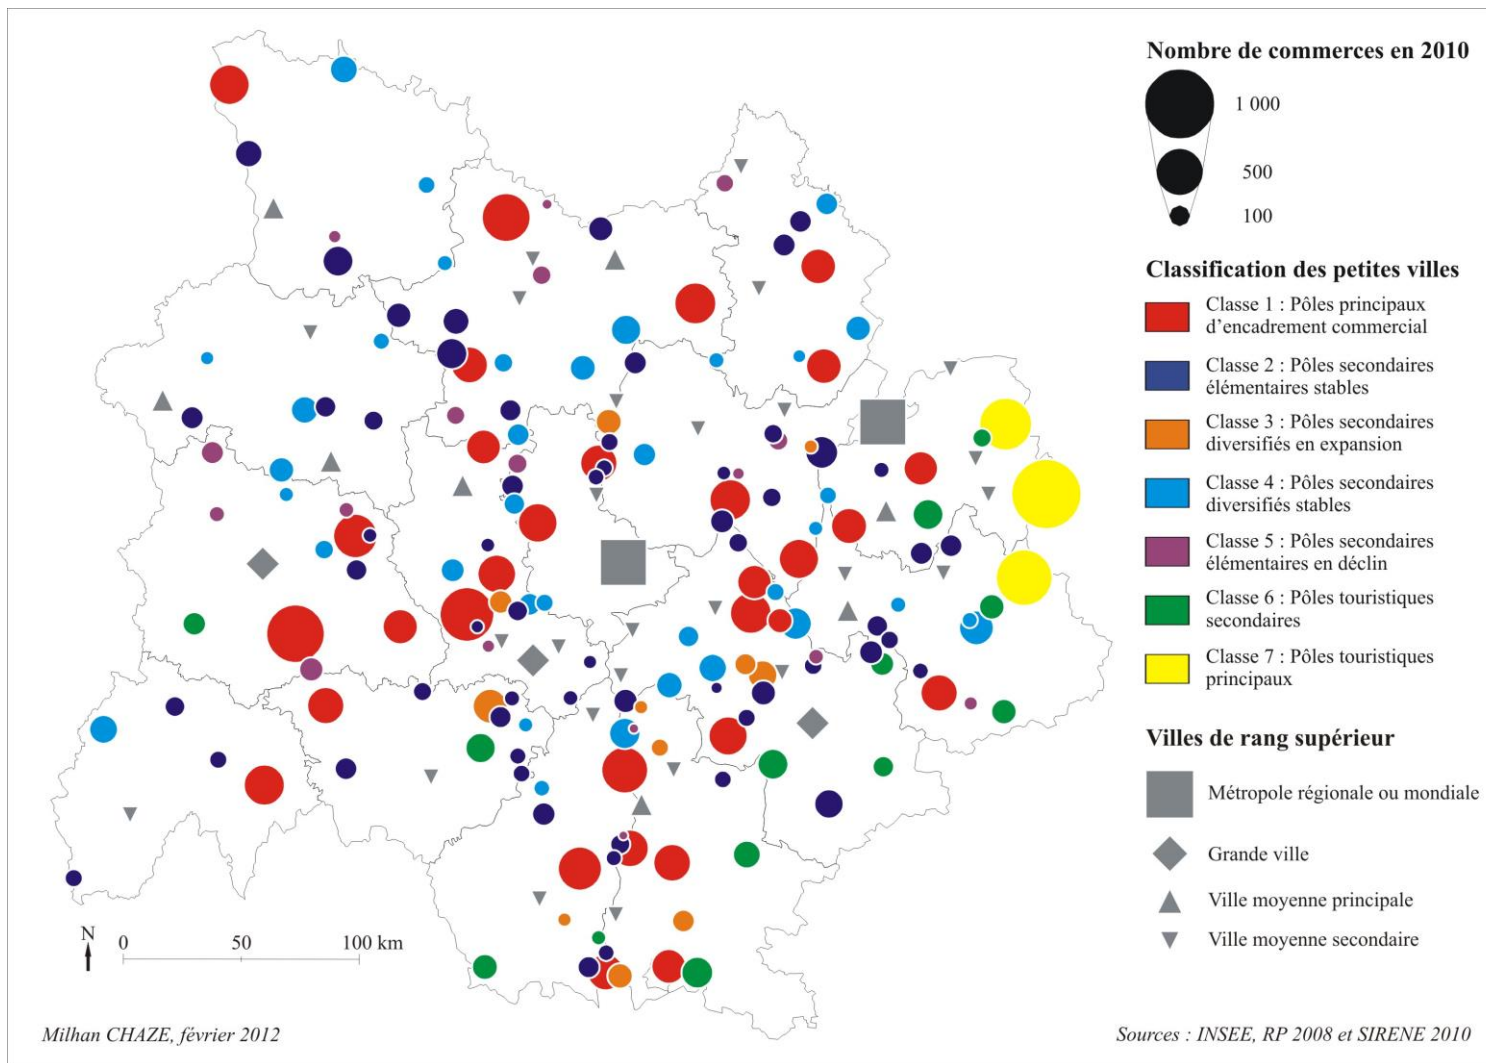 Nombre de commerces en 2010
1 000
500
100
Classification des petites villes
Classe 1 : Pôles principaux
d’encadrement commercial
Classe 2 : Pôles secondaires
élémentaires stables
Classe 3 : Pôles secondaires
diversifiés en expansion
Classe 4 : Pôles secondaires
diversifiés stables
Classe 5 : Pôles secondaires
élémentaires en déclin
Classe 6 : Pôles touristiques
secondaires
Classe 7 : Pôles touristiques
principaux
Villes de rang supérieur
Métropole régionale ou mondiale
Grande ville
Ville moyenne principale
Ville moyenne secondaire
N
0 50 100 km
Milhan CHAZE, février 2012
Sources : INSEE, RP 2008 et SIRENE 2010